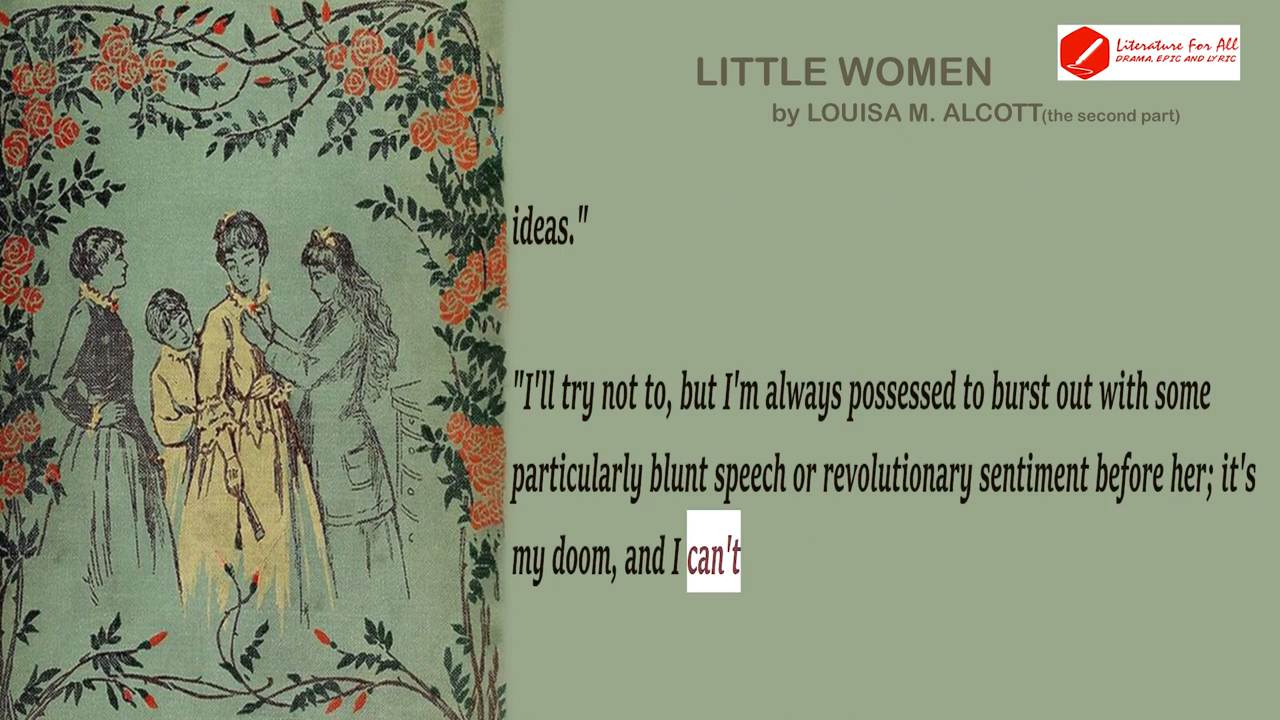 LITTLE WOMEN
by LOUISA M. ALCOTT(the second part)
Literature For All
DRAMA, EPIC AND LYRIC
ideas."
"I'll try not to, but I'm always possessed to burst out with some
particularly blunt speech or revolutionary sentiment before her; it's
my doom, and I can't